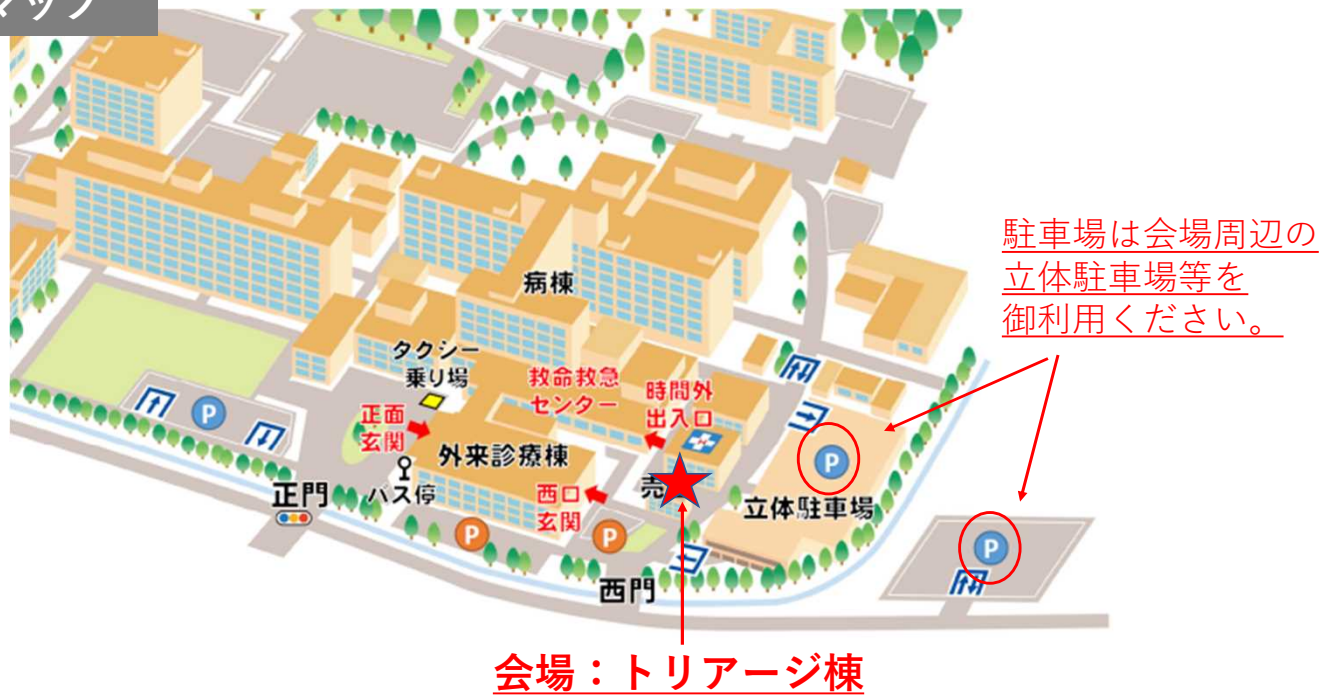 マップ
駐車場は会場周辺の
立体駐車場等を
御利用ください。
病棟
タクシー
乗り場
救命救急
センター
時間外
出入口
正面
玄関
外来診療棟
P
P
売
正門
バス停
西口
玄関
立体駐車場
P
P
P
西門
会場：トリアージ棟